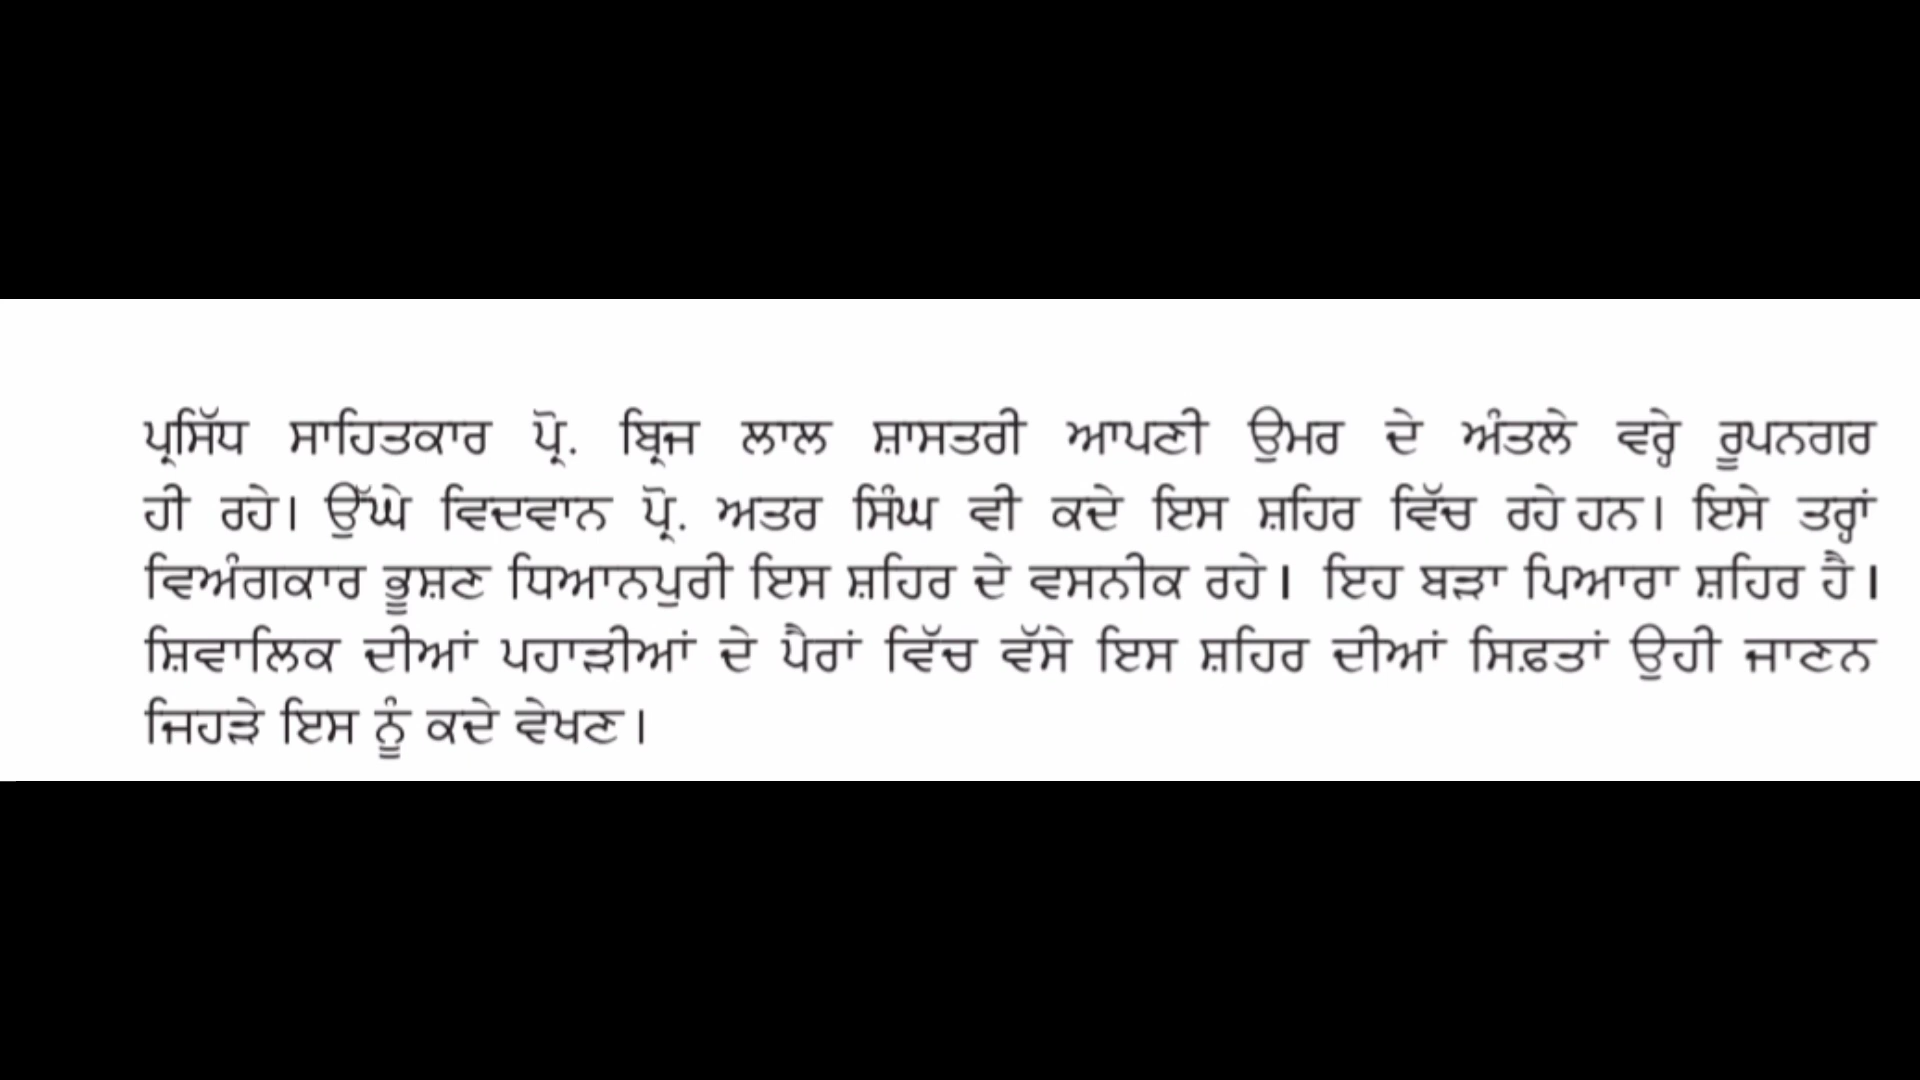 ਪ੍ਰਸਿੱਧ ਸਾਹਿਤਕਾਰ ਪ੍ਰੋ. ਬ੍ਰਿਜ ਲਾਲ ਸ਼ਾਸਤਰੀ ਆਪਣੀ ਉਮਰ ਦੇ ਅੰਤਲੇ ਵਰ੍ਹੇ ਰੂਪਨਗਰ
ਹੀ ਰਹੇ। ਉੱਘੇ ਵਿਦਵਾਨ ਪ੍ਰੋ. ਅਤਰ ਸਿੰਘ ਵੀ ਕਦੇ ਇਸ ਸ਼ਹਿਰ ਵਿੱਚ ਰਹੇ ਹਨ। ਇਸੇ ਤਰ੍ਹਾਂ
ਵਿਅੰਗਕਾਰ ਭੂਸ਼ਣ ਧਿਆਨਪੁਰੀ ਇਸ ਸ਼ਹਿਰ ਦੇ ਵਸਨੀਕ ਰਹੇ। ਇਹ ਬੜਾ ਪਿਆਰਾ ਸ਼ਹਿਰ ਹੈ।
ਸ਼ਿਵਾਲਿਕ ਦੀਆਂ ਪਹਾੜੀਆਂ ਦੇ ਪੈਰਾਂ ਵਿੱਚ ਵੱਸੇ ਇਸ ਸ਼ਹਿਰ ਦੀਆਂ ਸਿਫ਼ਤਾਂ ਉਹੀ ਜਾਣਨ
ਜਿਹੜੇ ਇਸ ਨੂੰ ਕਦੇ ਵੇਖਣ।